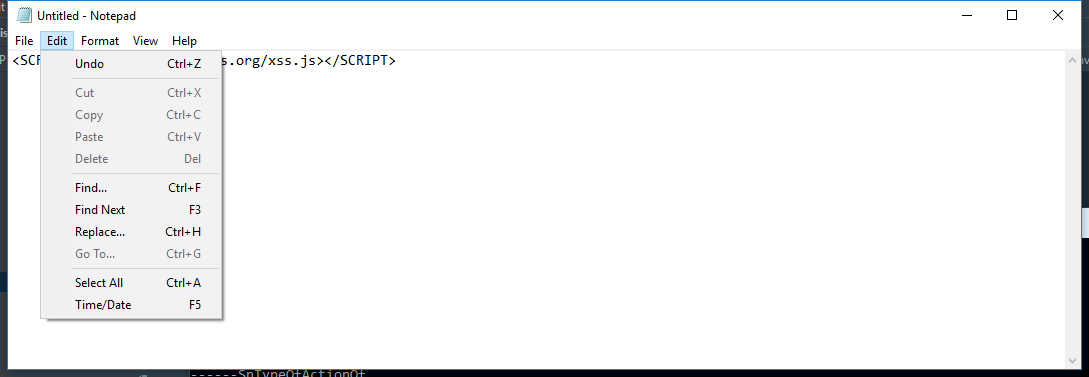 Untitled - Notepad
File Edit Format View Help
<SCR s.org/xss.js></SCRIPT>
Undo Ctrl+Z
Cut Ctrl+X
Copy Ctrl+C
Paste Ctrl+V
Delete Del
Find... Ctrl+F
Find Next F3
Replace... Ctrl+H
Go To... Ctrl+G
Select All Ctrl+A
Time/Date F5
------SnTypeOfActionOf